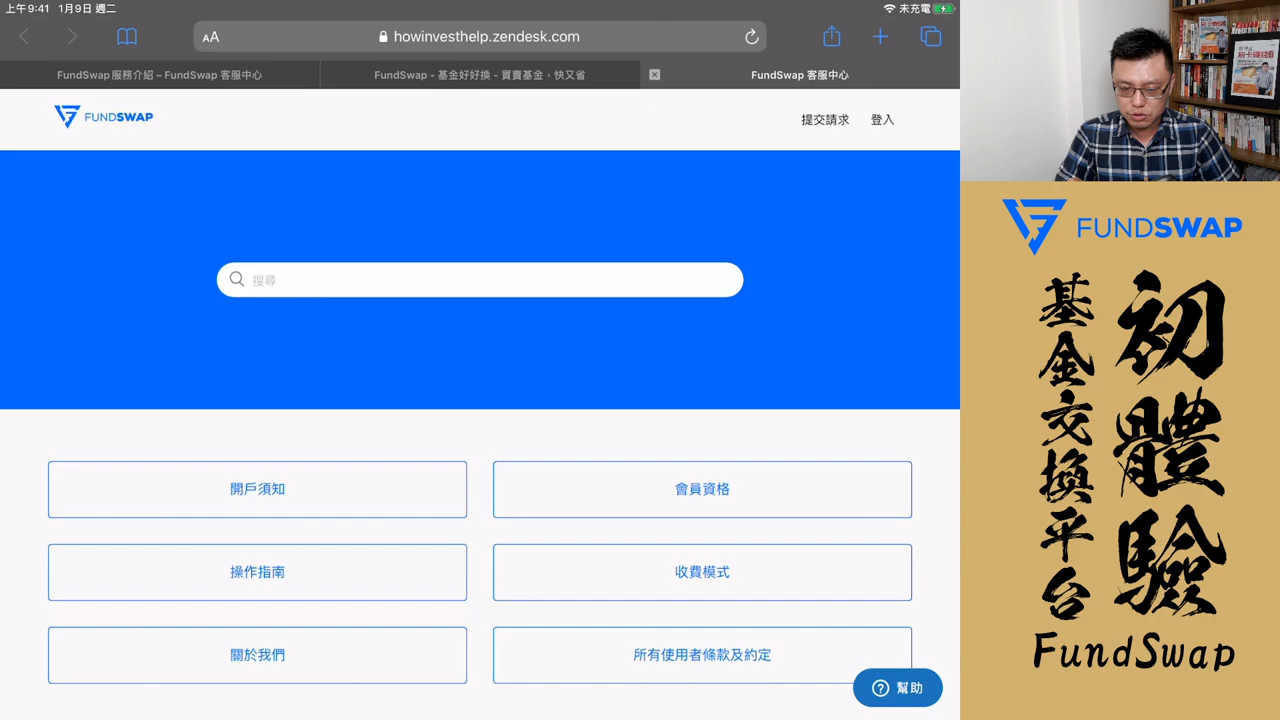 上午9:41 1月9日 週二
未充電
AA
howinvesthelp.zendesk.com
FundSwap服務介紹 – FundSwap 客服中心
FundSwap - 基金好好換 - 買賣基金，快又省
FundSwap 客服中心
FUNDSWAP
提交請求
登入
搜尋
開戶須知
會員資格
操作指南
收費模式
關於我們
所有使用者條款及約定
幫助
FUNDSWAP
初體驗
基金交換平台
FundSwap